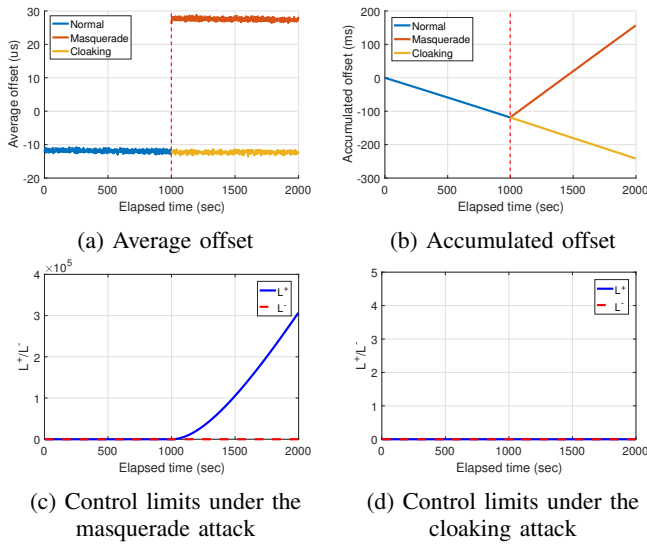 30
20
10
0
-10
-20
0 500 1000 1500 2000
Average offset (us)
Elapsed time (sec)
Normal
Masquerade
Cloaking
(a) Average offset
200
100
0
-100
-200
-300
0 500 1000 1500 2000
Accumulated offset (ms)
Elapsed time (sec)
Normal
Masquerade
Cloaking
(b) Accumulated offset
×10⁵
4
3
2
1
0
0 500 1000 1500 2000
L⁺/L⁻
Elapsed time (sec)
L⁺
L⁻
(c) Control limits under the
masquerade attack
5
4
3
2
1
0
0 500 1000 1500 2000
L⁺/L⁻
Elapsed time (sec)
L⁺
L⁻
(d) Control limits under the
cloaking attack